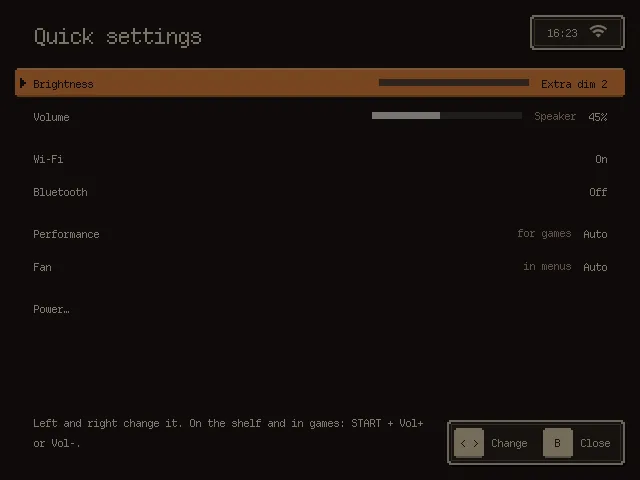 Quick settings
16:23
Brightness Extra dim 2
Volume Speaker 45%
Wi-Fi On
Bluetooth Off
Performance for games Auto
Fan in menus Auto
Power…
Left and right change it. On the shelf and in games: START + Vol+
or Vol-.
< > Change B Close